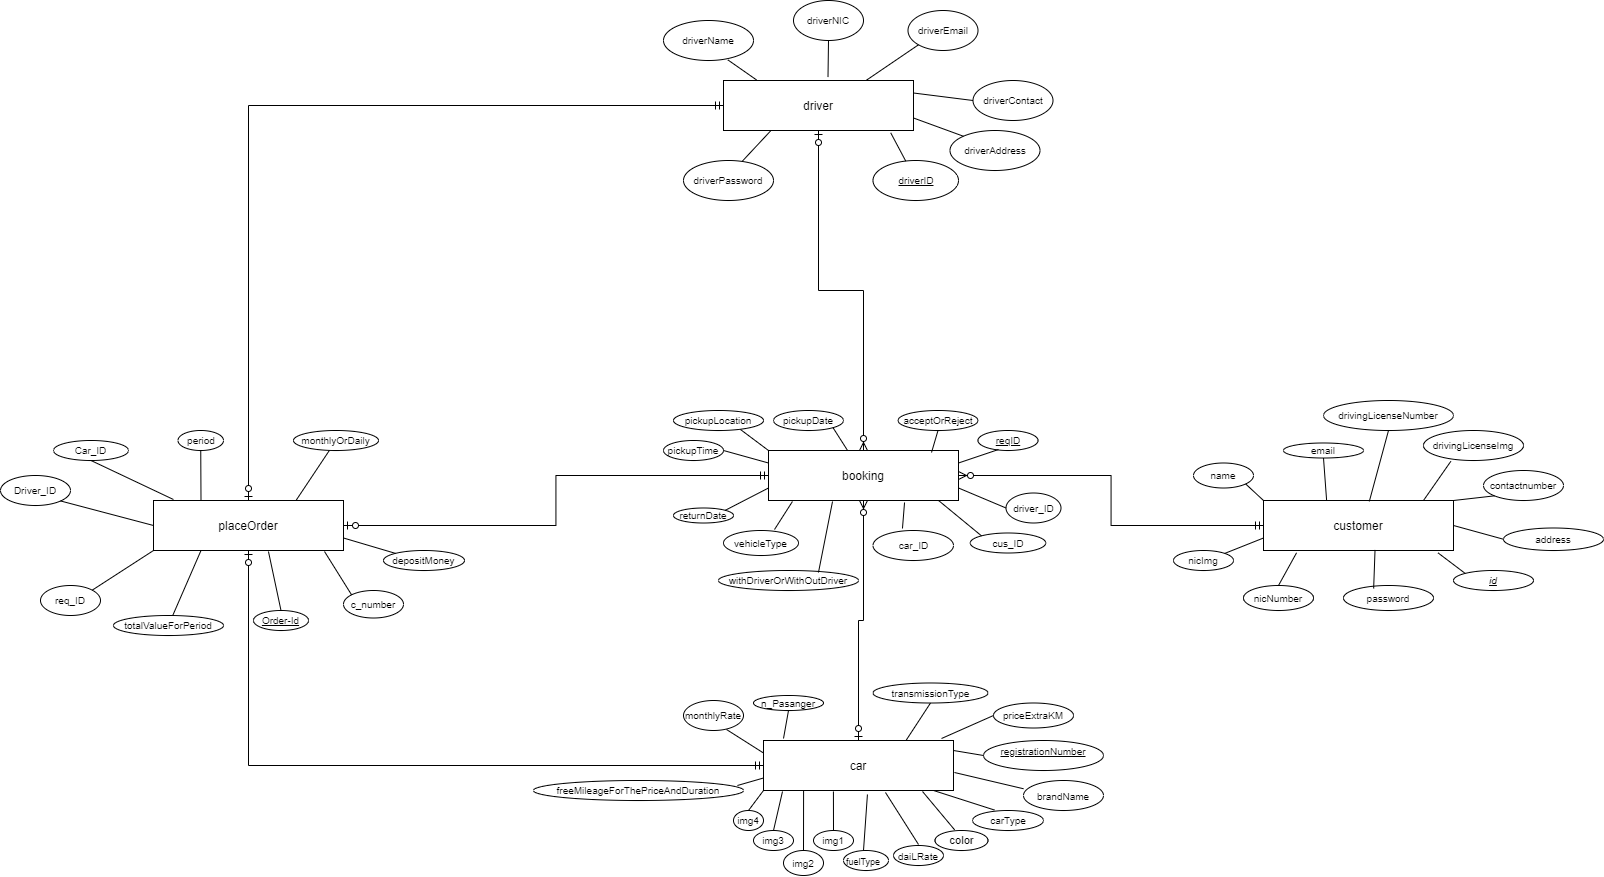 driverNIC
driverName
driverEmail
driver
driverContact
driverAddress
driverPassword
driverID
pickupLocation
pickupDate
acceptOrReject
reqID
pickupTime
booking
returnDate
vehicleType
withDriverOrWithOutDriver
car_ID
cus_ID
driver_ID
Car_ID
period
monthlyOrDaily
Driver_ID
placeOrder
depositMoney
req_ID
totalValueForPeriod
Order-Id
c_number
drivingLicenseNumber
email
drivingLicenseImg
name
contactnumber
customer
address
nicImg
nicNumber
password
id
transmissionType
n_Pasanger
monthlyRate
priceExtraKM
registrationNumber
car
freeMileageForThePriceAndDuration
brandName
img4
carType
img3
img1
color
img2
fuelType
daiLRate